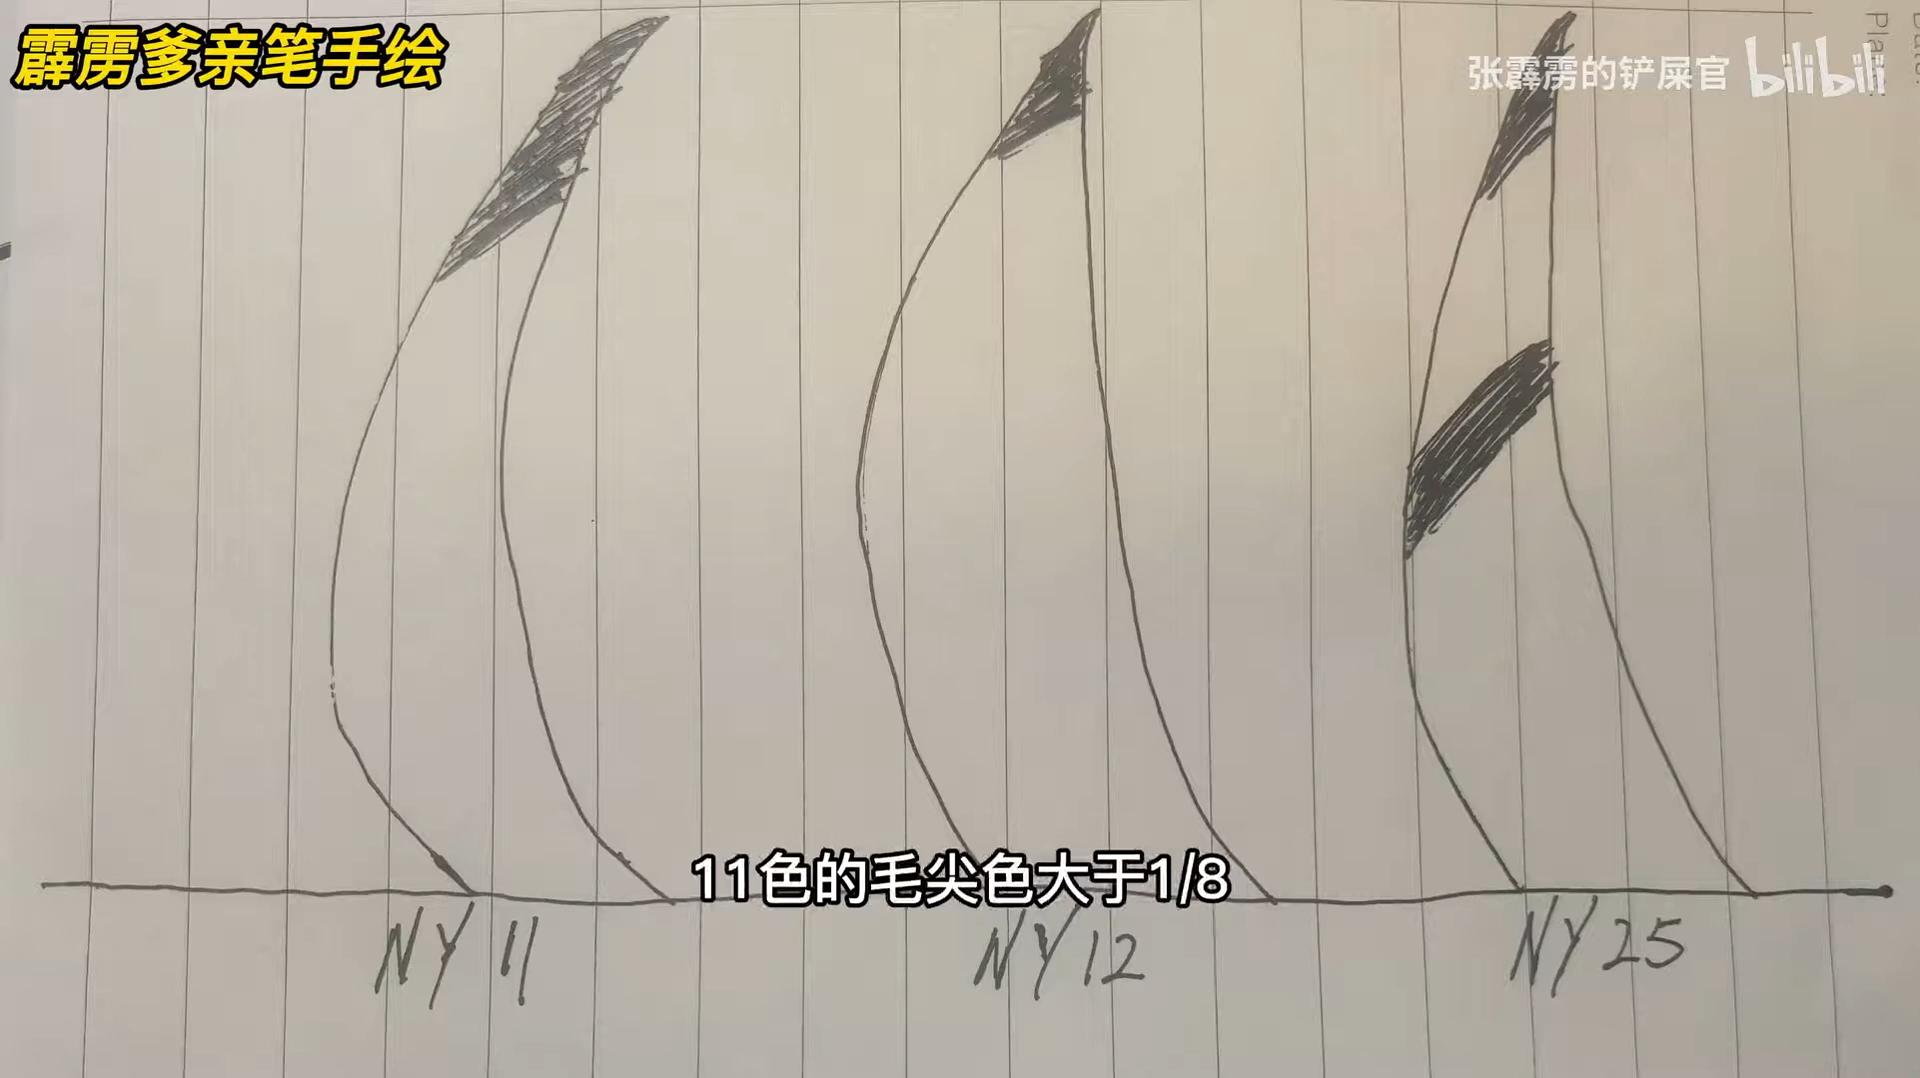 霹雳爹亲笔手绘
张霹雳的铲屎官 bilibili
11色的毛尖色大于1/8
NY 11
NY 12
NY 25